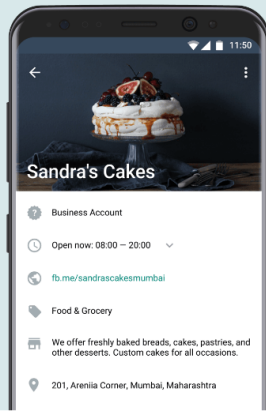 11:50
Sandra's Cakes
Business Account
Open now: 08:00 – 20:00
fb.me/sandrascakesmumbai
Food & Grocery
We offer freshly baked breads, cakes, pastries, and
other desserts. Custom cakes for all occasions.
201, Areniia Corner, Mumbai, Maharashtra